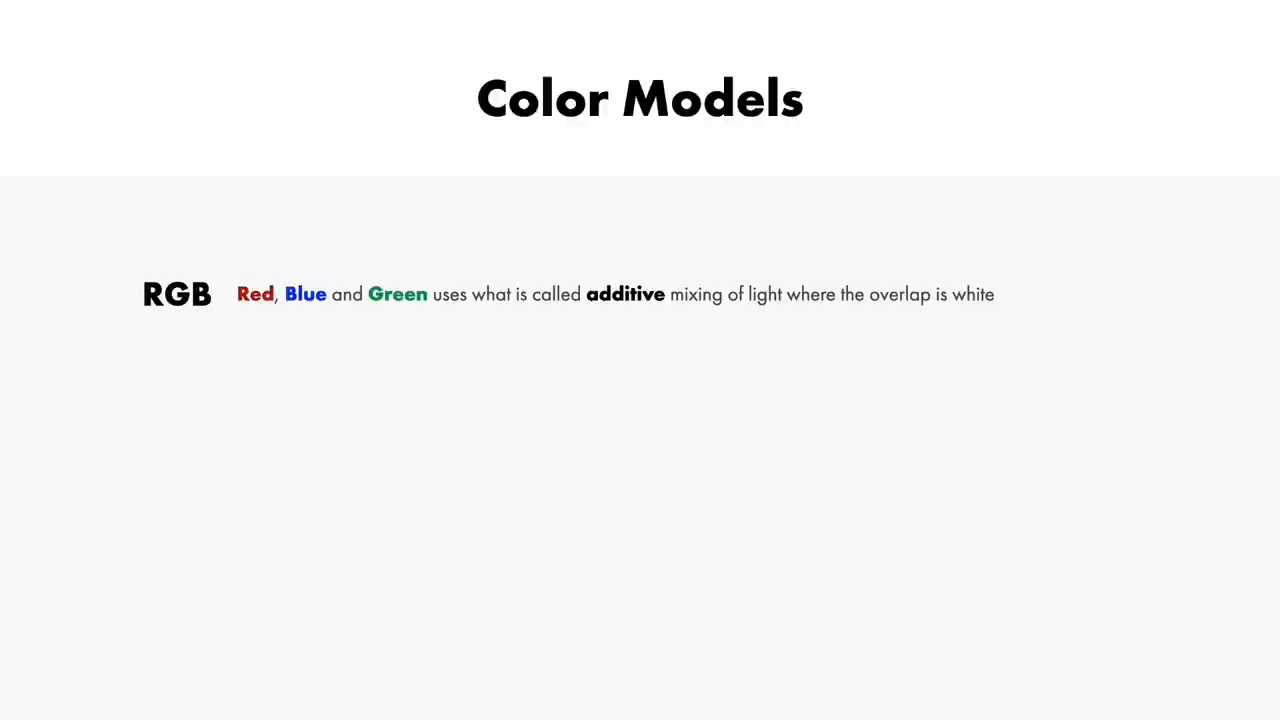 Color Models
RGB Red, Blue and Green uses what is called additive mixing of light where the overlap is white